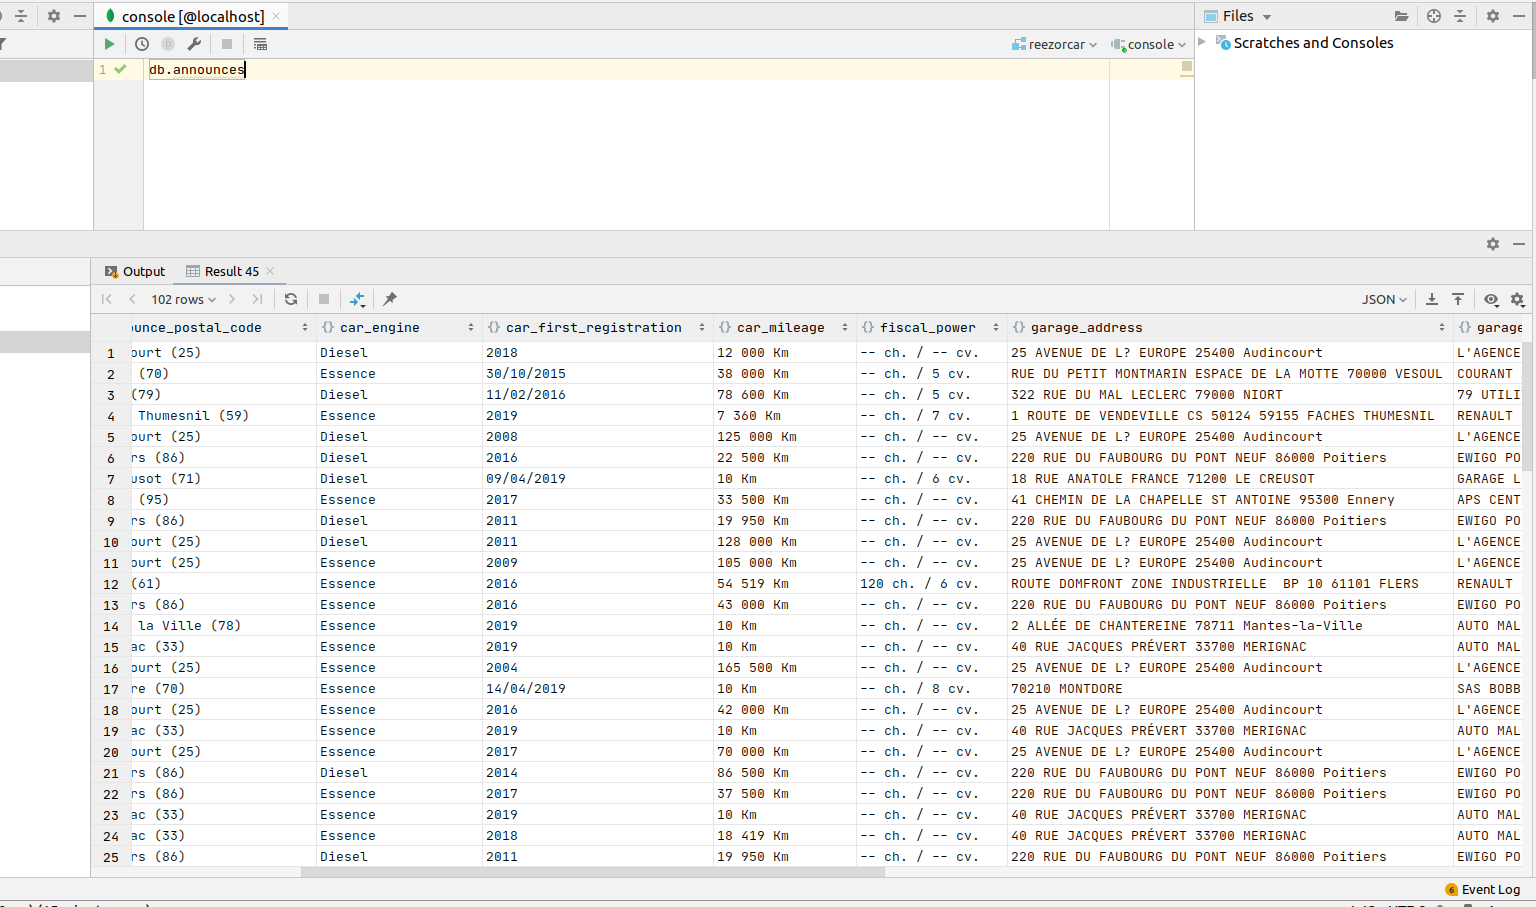 console [@localhost]
Files
reezorcar
console
Scratches and Consoles
1 db.announces
Output
Result 45
102 rows
JSON
unce_postal_code car_engine car_first_registration car_mileage fiscal_power garage_address garage
1 ourt (25) Diesel 2018 12 000 Km -- ch. / -- cv. 25 AVENUE DE L? EUROPE 25400 Audincourt L'AGENCE
2 (70) Essence 30/10/2015 38 000 Km -- ch. / 5 cv. RUE DU PETIT MONTMARIN ESPACE DE LA MOTTE 70000 VESOUL COURANT
3 (79) Diesel 11/02/2016 78 600 Km -- ch. / 5 cv. 322 RUE DU MAL LECLERC 79000 NIORT 79 UTILI
4 Thumesnil (59) Essence 2019 7 360 Km -- ch. / 7 cv. 1 ROUTE DE VENDEVILLE CS 50124 59155 FACHES THUMESNIL RENAULT
5 ourt (25) Diesel 2008 125 000 Km -- ch. / -- cv. 25 AVENUE DE L? EUROPE 25400 Audincourt L'AGENCE
6 rs (86) Diesel 2016 22 500 Km -- ch. / -- cv. 220 RUE DU FAUBOURG DU PONT NEUF 86000 Poitiers EWIGO PO
7 usot (71) Diesel 09/04/2019 10 Km -- ch. / 6 cv. 18 RUE ANATOLE FRANCE 71200 LE CREUSOT GARAGE L
8 (95) Essence 2017 33 500 Km -- ch. / -- cv. 41 CHEMIN DE LA CHAPELLE ST ANTOINE 95300 Ennery APS CENT
9 rs (86) Diesel 2011 19 950 Km -- ch. / -- cv. 220 RUE DU FAUBOURG DU PONT NEUF 86000 Poitiers EWIGO PO
10 ourt (25) Diesel 2011 128 000 Km -- ch. / -- cv. 25 AVENUE DE L? EUROPE 25400 Audincourt L'AGENCE
11 ourt (25) Essence 2009 105 000 Km -- ch. / -- cv. 25 AVENUE DE L? EUROPE 25400 Audincourt L'AGENCE
12 (61) Essence 2016 54 519 Km 120 ch. / 6 cv. ROUTE DOMFRONT ZONE INDUSTRIELLE  BP 10 61101 FLERS RENAULT
13 rs (86) Essence 2016 43 000 Km -- ch. / -- cv. 220 RUE DU FAUBOURG DU PONT NEUF 86000 Poitiers EWIGO PO
14 la Ville (78) Essence 2019 10 Km -- ch. / -- cv. 2 ALLÉE DE CHANTEREINE 78711 Mantes-la-Ville AUTO MAL
15 ac (33) Essence 2019 10 Km -- ch. / -- cv. 40 RUE JACQUES PRÉVERT 33700 MERIGNAC AUTO MAL
16 ourt (25) Essence 2004 165 500 Km -- ch. / -- cv. 25 AVENUE DE L? EUROPE 25400 Audincourt L'AGENCE
17 re (70) Essence 14/04/2019 10 Km -- ch. / 8 cv. 70210 MONTDORE SAS BOBB
18 ourt (25) Essence 2016 42 000 Km -- ch. / -- cv. 25 AVENUE DE L? EUROPE 25400 Audincourt L'AGENCE
19 ac (33) Essence 2019 10 Km -- ch. / -- cv. 40 RUE JACQUES PRÉVERT 33700 MERIGNAC AUTO MAL
20 ourt (25) Essence 2017 70 000 Km -- ch. / -- cv. 25 AVENUE DE L? EUROPE 25400 Audincourt L'AGENCE
21 rs (86) Diesel 2014 86 500 Km -- ch. / -- cv. 220 RUE DU FAUBOURG DU PONT NEUF 86000 Poitiers EWIGO PO
22 rs (86) Essence 2017 37 500 Km -- ch. / -- cv. 220 RUE DU FAUBOURG DU PONT NEUF 86000 Poitiers EWIGO PO
23 ac (33) Essence 2019 10 Km -- ch. / -- cv. 40 RUE JACQUES PRÉVERT 33700 MERIGNAC AUTO MAL
24 ac (33) Essence 2018 18 419 Km -- ch. / -- cv. 40 RUE JACQUES PRÉVERT 33700 MERIGNAC AUTO MAL
25 rs (86) Diesel 2011 19 950 Km -- ch. / -- cv. 220 RUE DU FAUBOURG DU PONT NEUF 86000 Poitiers EWIGO PO
6 Event Log